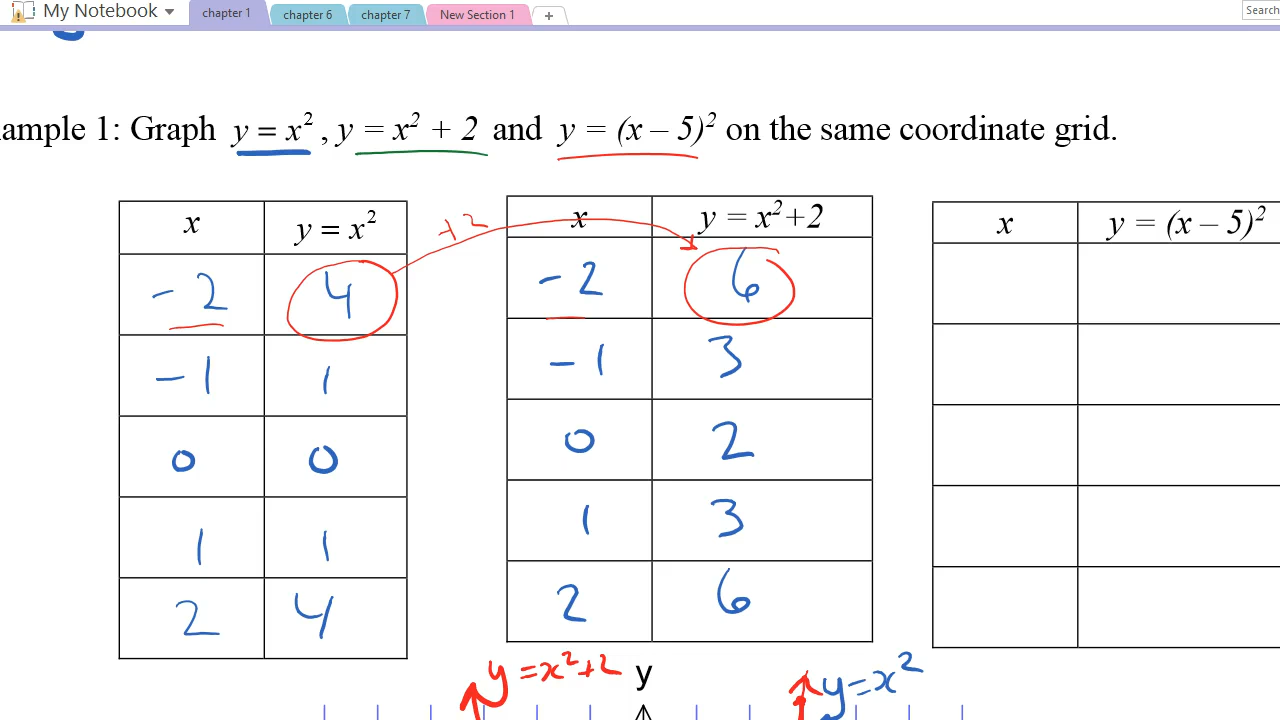 My Notebook chapter 1 chapter 6 chapter 7 New Section 1 + Search
ample 1: Graph y = x², y = x² + 2 and y = (x – 5)² on the same coordinate grid.
x y = x²
-2 4
-1 1
0 0
1 1
2 4
+2
x y = x²+2
-2 6
-1 3
0 2
1 3
2 6
x y = (x – 5)²
y=x²+2
y
y=x²